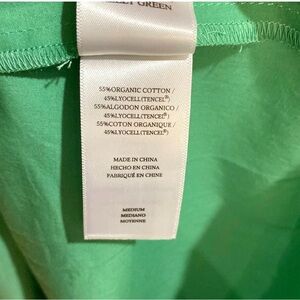 GREEN
55%ORGANIC COTTON /
45%LYOCELL(TENCEL®)
55%ALGODON ORGANICO /
45%LYOCELL(TENCEL®) /
55%COTON ORGANIQUE /
45%LYOCELL(TENCEL®)
MADE IN CHINA
HECHO EN CHINA
FABRIQUÉ EN CHINE
MEDIUM
MEDIANO
MOYENNE